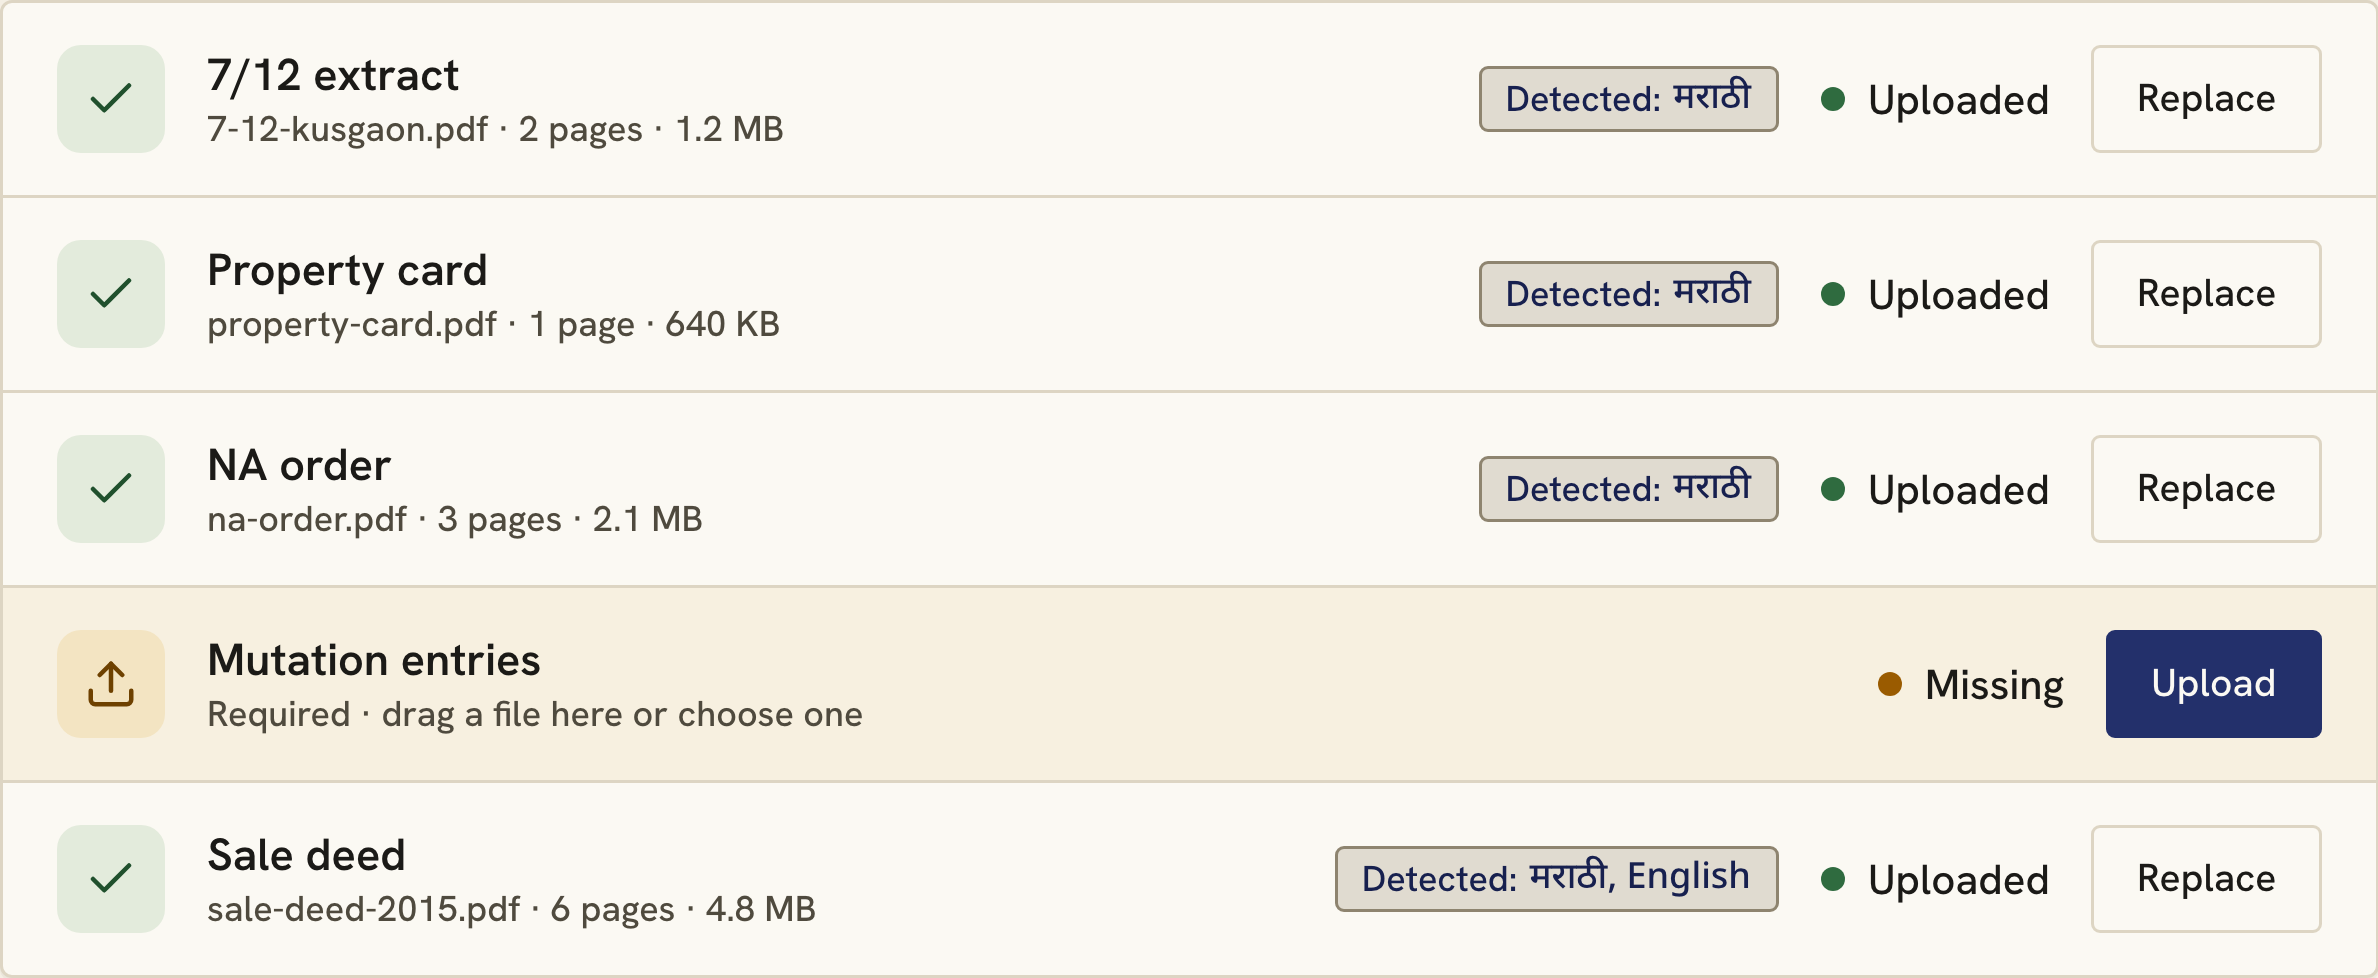 7/12 extract
7-12-kusgaon.pdf · 2 pages · 1.2 MB
Detected: मराठी
Uploaded
Replace
Property card
property-card.pdf · 1 page · 640 KB
Detected: मराठी
Uploaded
Replace
NA order
na-order.pdf · 3 pages · 2.1 MB
Detected: मराठी
Uploaded
Replace
Mutation entries
Required · drag a file here or choose one
Missing
Upload
Sale deed
sale-deed-2015.pdf · 6 pages · 4.8 MB
Detected: मराठी, English
Uploaded
Replace